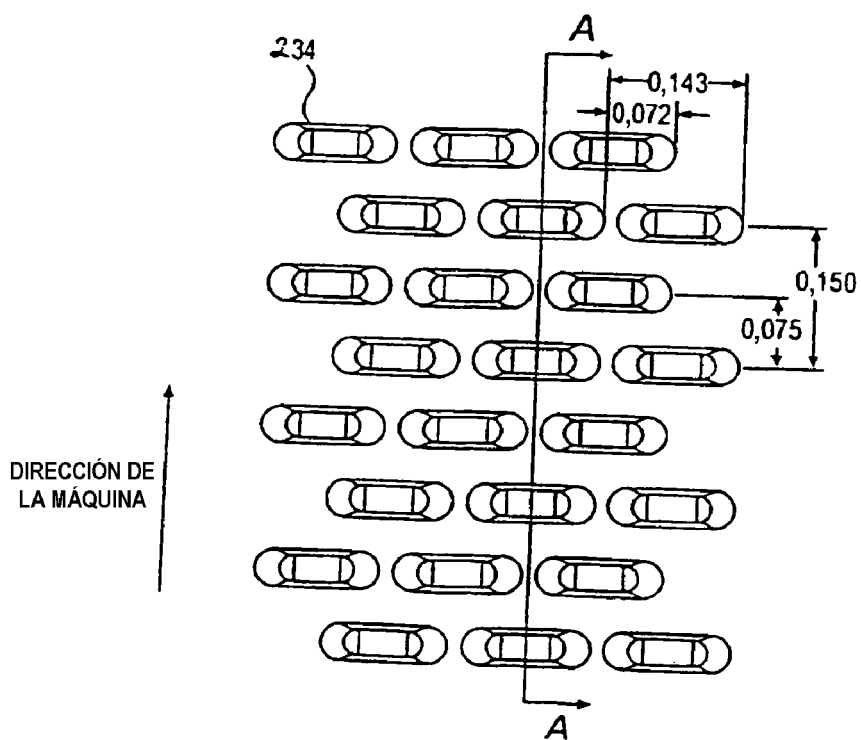 A
234
0,143
0,072
0,150
0,075
DIRECCIÓN DE
LA MÁQUINA
A